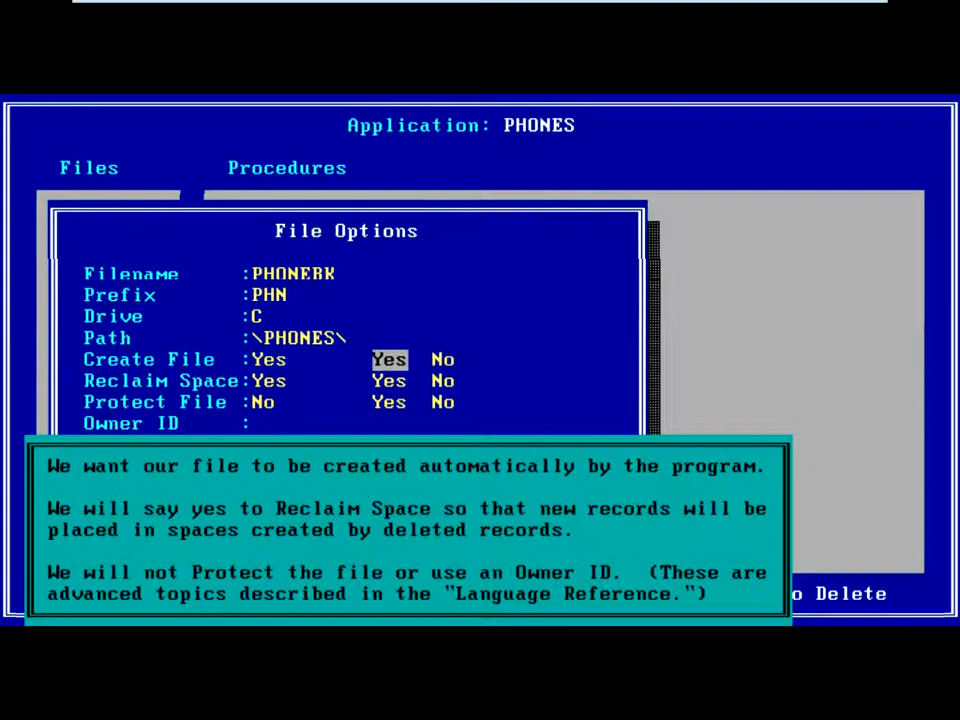 Application: PHONES
Files Procedures
File Options
Filename :PHONEBK
Prefix :PHN
Drive :C
Path :\PHONES\
Create File :Yes Yes No
Reclaim Space:Yes Yes No
Protect File :No Yes No
Owner ID :
We want our file to be created automatically by the program.
We will say yes to Reclaim Space so that new records will be
placed in spaces created by deleted records.
We will not Protect the file or use an Owner ID. (These are
advanced topics described in the "Language Reference.")
o Delete